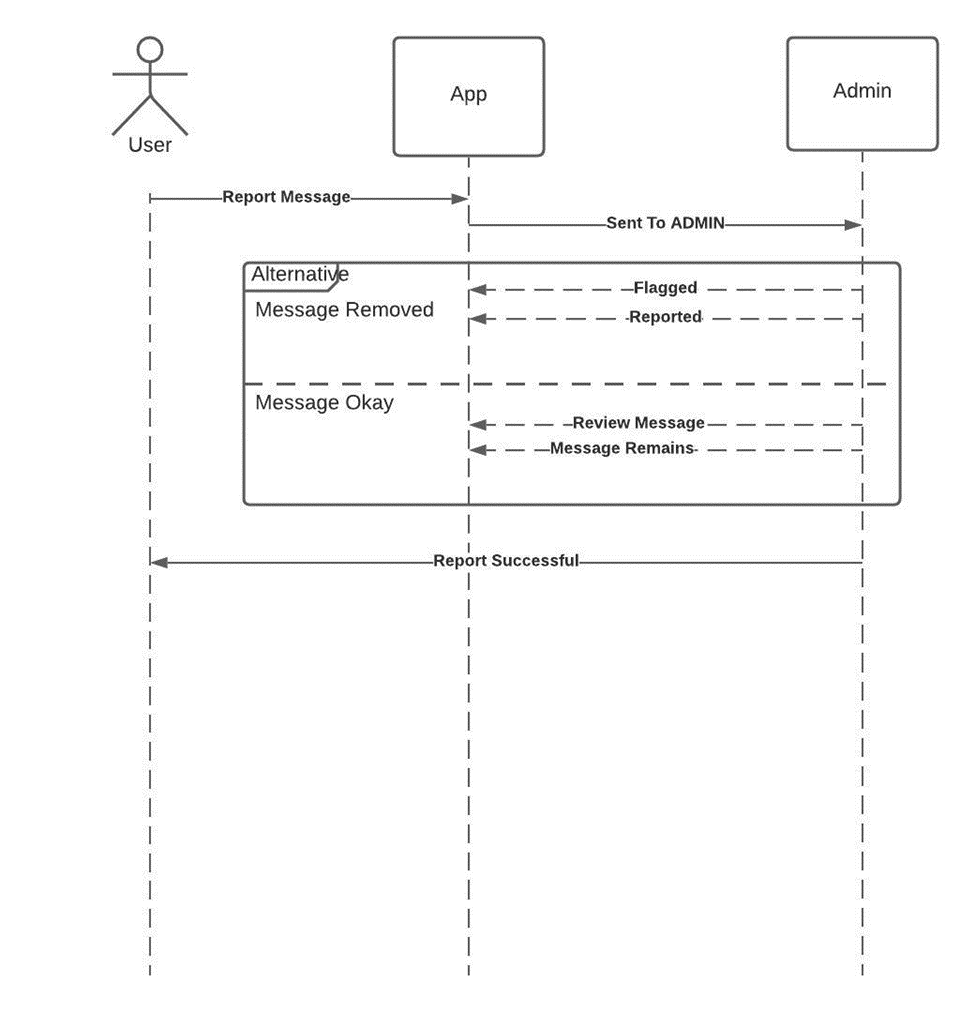 User
App
Admin
Report Message
Sent To ADMIN
Alternative
Flagged
Message Removed
Reported
Message Okay
Review Message
Message Remains
Report Successful